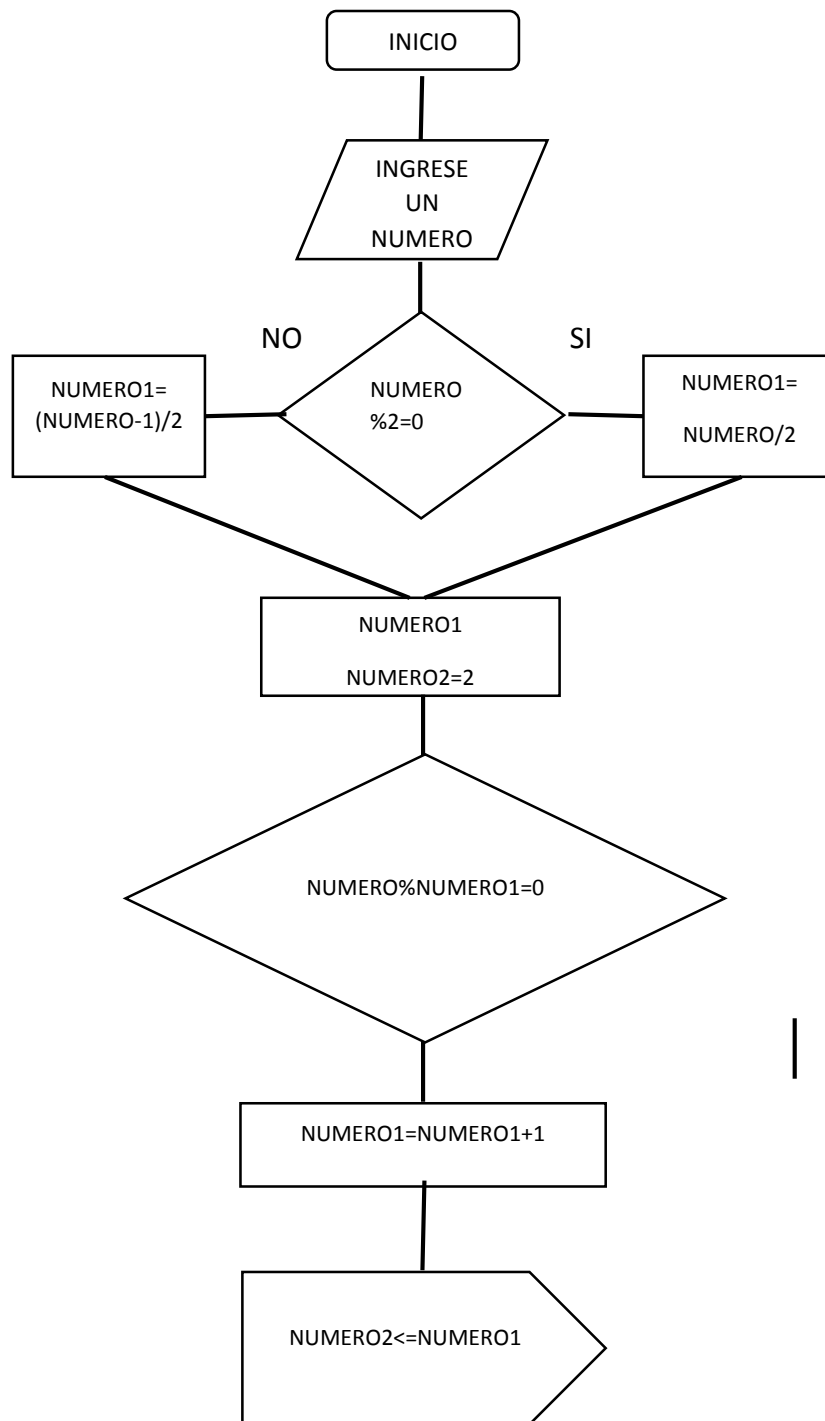 INICIO
INGRESE
UN
NUMERO
NO
SI
NUMERO1=
(NUMERO-1)/2
NUMERO
%2=0
NUMERO1=
NUMERO/2
NUMERO1
NUMERO2=2
NUMERO%NUMERO1=0
NUMERO1=NUMERO1+1
NUMERO2<=NUMERO1